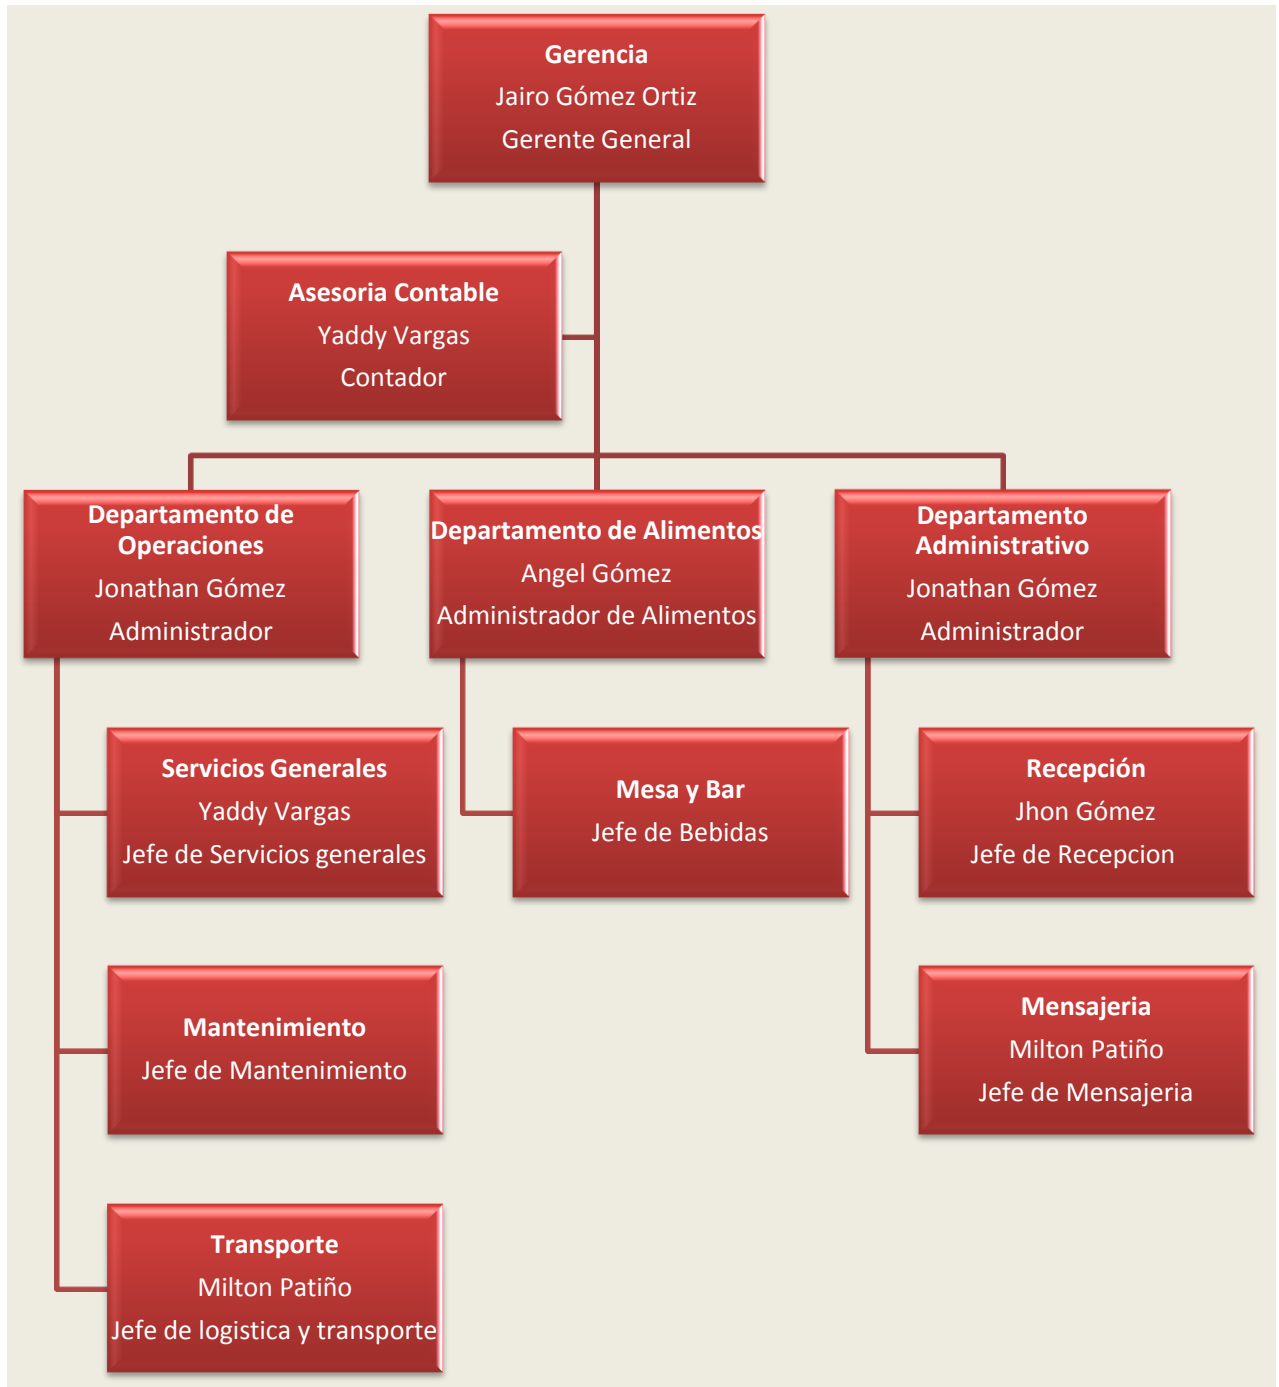 Gerencia
Jairo Gómez Ortiz
Gerente General
Asesoria Contable
Yaddy Vargas
Contador
Departamento de
Operaciones
Jonathan Gómez
Administrador
Departamento de Alimentos
Angel Gómez
Administrador de Alimentos
Departamento
Administrativo
Jonathan Gómez
Administrador
Servicios Generales
Yaddy Vargas
Jefe de Servicios generales
Mesa y Bar
Jefe de Bebidas
Recepción
Jhon Gómez
Jefe de Recepcion
Mantenimiento
Jefe de Mantenimiento
Mensajeria
Milton Patiño
Jefe de Mensajeria
Transporte
Milton Patiño
Jefe de logistica y transporte